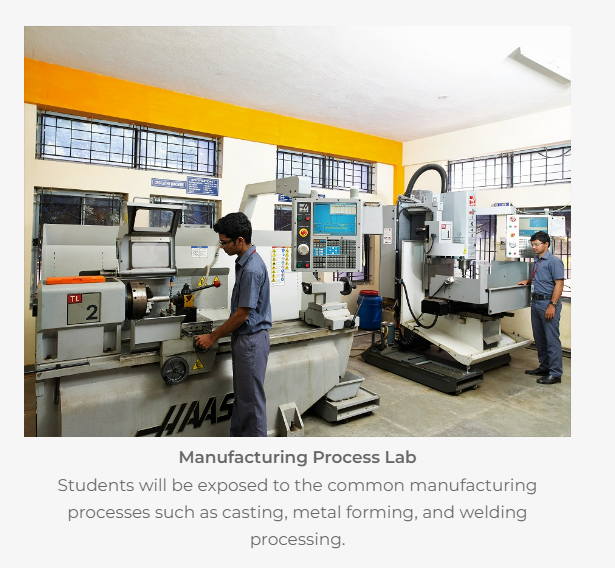 TL
2
HAAS
Manufacturing Process Lab
Students will be exposed to the common manufacturing
processes such as casting, metal forming, and welding
processing.